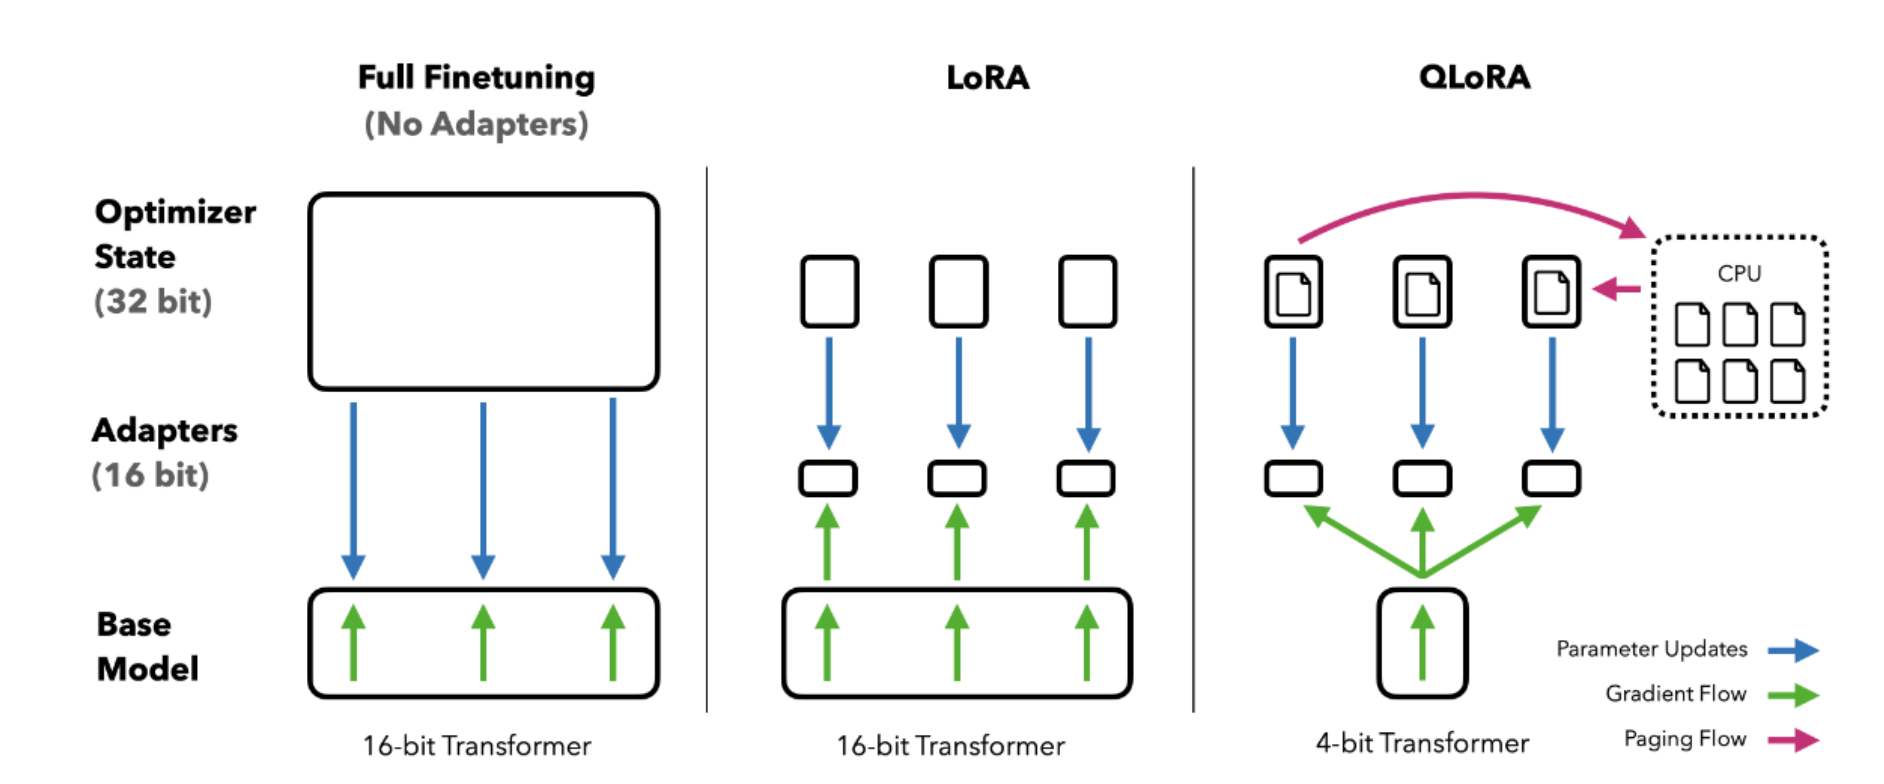 Full Finetuning
(No Adapters)
LoRA
QLoRA
Optimizer
State
(32 bit)
CPU
Adapters
(16 bit)
Base
Model
Parameter Updates
Gradient Flow
Paging Flow
16-bit Transformer
16-bit Transformer
4-bit Transformer